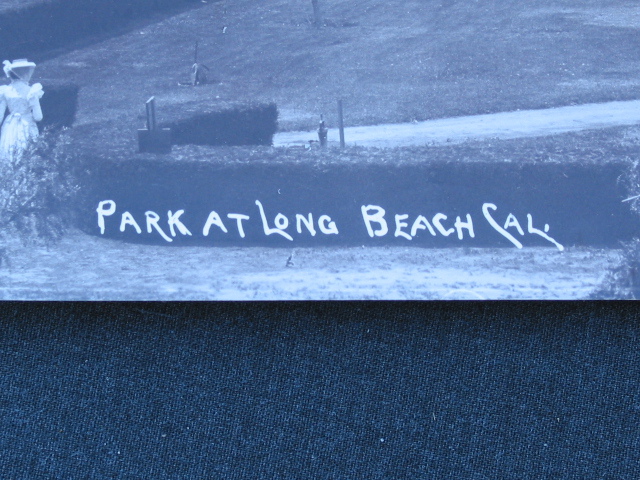 PARK AT LONG BEACH CAL.